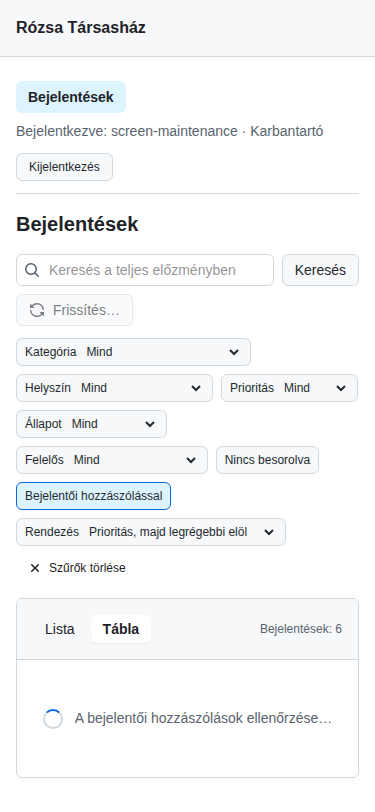 Rózsa Társasház
Bejelentések
Bejelentkezve: screen-maintenance · Karbantartó
Kijelentkezés
Bejelentések
Keresés a teljes előzményben
Keresés
Frissítés…
Kategória Mind
Helyszín Mind
Prioritás Mind
Állapot Mind
Felelős Mind
Nincs besorolva
Bejelentői hozzászólással
Rendezés Prioritás, majd legrégebbi elöl
Szűrők törlése
Lista
Tábla
Bejelentések: 6
A bejelentői hozzászólások ellenőrzése…